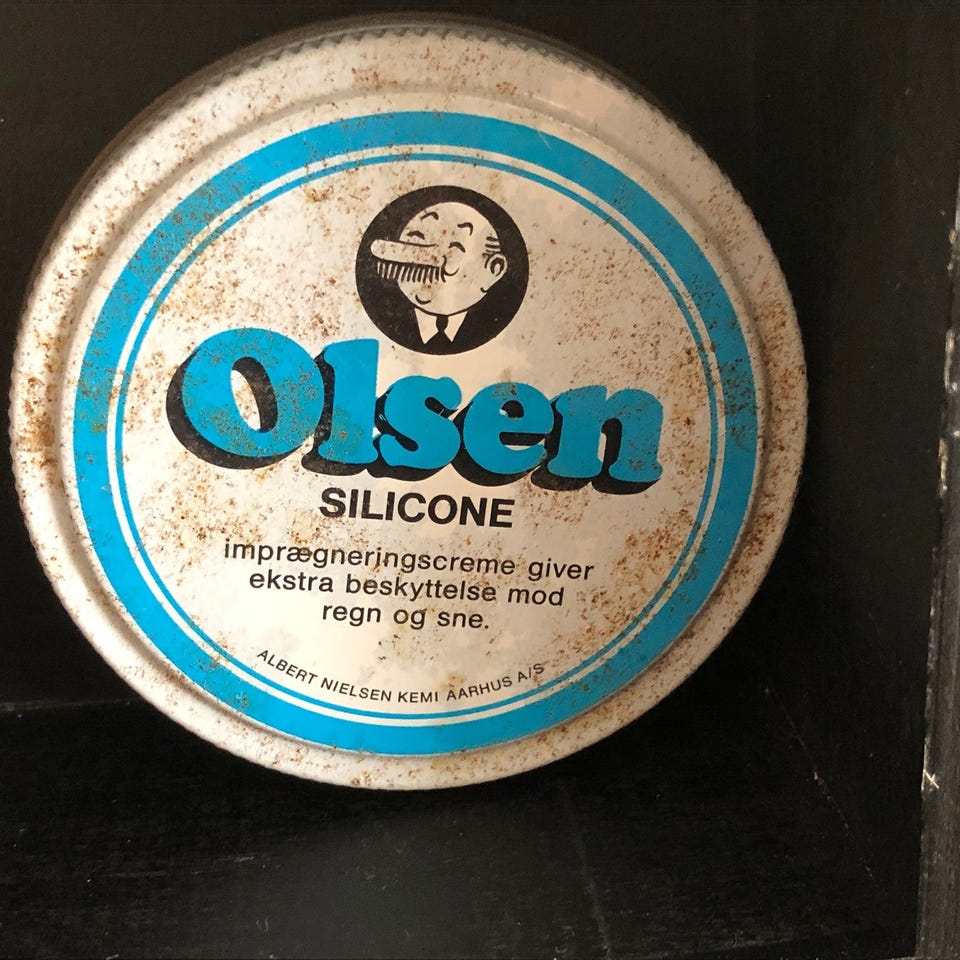 Olsen
SILICONE
imprægneringscreme giver
ekstra beskyttelse mod
regn og sne.
ALBERT NIELSEN KEMI AARHUS A/S